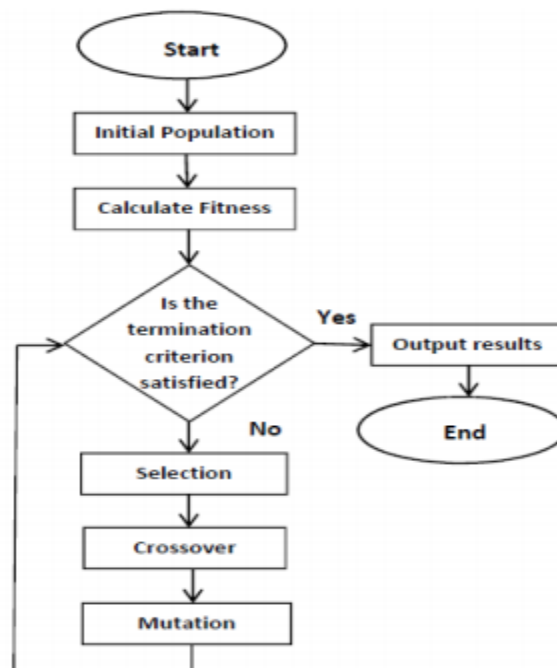 Start
Initial Population
Calculate Fitness
Is the
termination
criterion
satisfied?
Yes
Output results
End
No
Selection
Crossover
Mutation